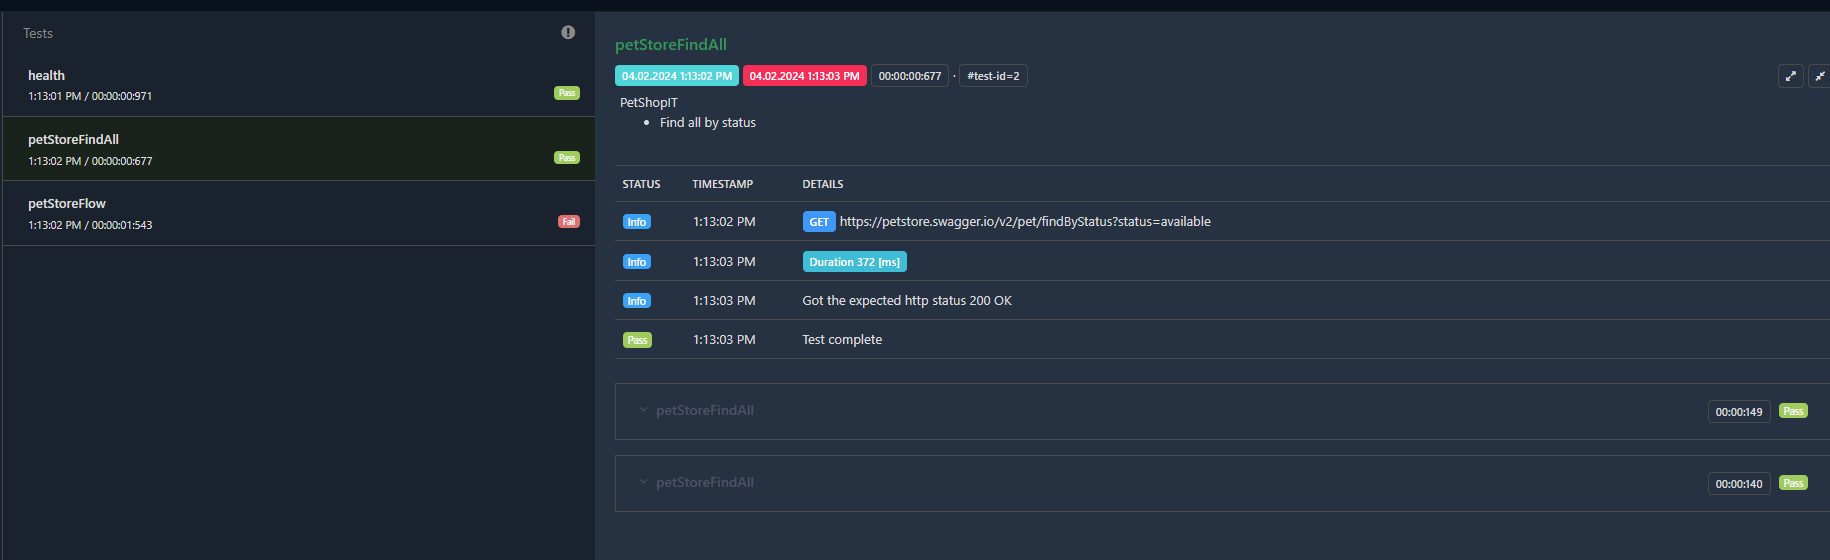 Tests
health
1:13:01 PM / 00:00:00:971
Pass
petStoreFindAll
1:13:02 PM / 00:00:00:677
Pass
petStoreFlow
1:13:02 PM / 00:00:01:543
Fail
petStoreFindAll
04.02.2024 1:13:02 PM 04.02.2024 1:13:03 PM 00:00:00:677 · #test-id=2
PetShopIT
• Find all by status
STATUS TIMESTAMP DETAILS
Info 1:13:02 PM GET https://petstore.swagger.io/v2/pet/findByStatus?status=available
Info 1:13:03 PM Duration 372 [ms]
Info 1:13:03 PM Got the expected http status 200 OK
Pass 1:13:03 PM Test complete
petStoreFindAll 00:00:149 Pass
petStoreFindAll 00:00:140 Pass